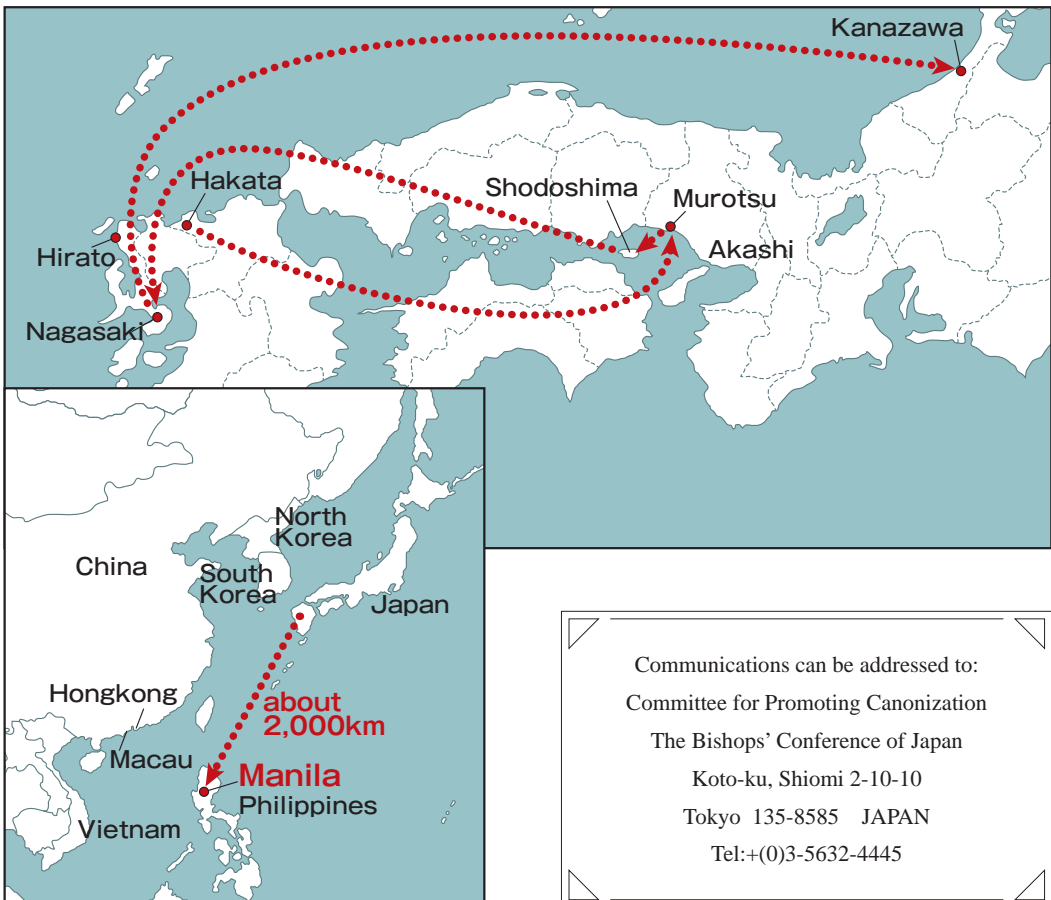 Kanazawa
Hakata
Shodoshima
Murotsu
Hirato
Akashi
Nagasaki
North
Korea
China
South
Korea
Japan
Hongkong
about
2,000km
Macau
Manila
Philippines
Vietnam
Communications can be addressed to:
Committee for Promoting Canonization
The Bishops’ Conference of Japan
Koto-ku, Shiomi 2-10-10
Tokyo 135-8585 JAPAN
Tel:+(0)3-5632-4445